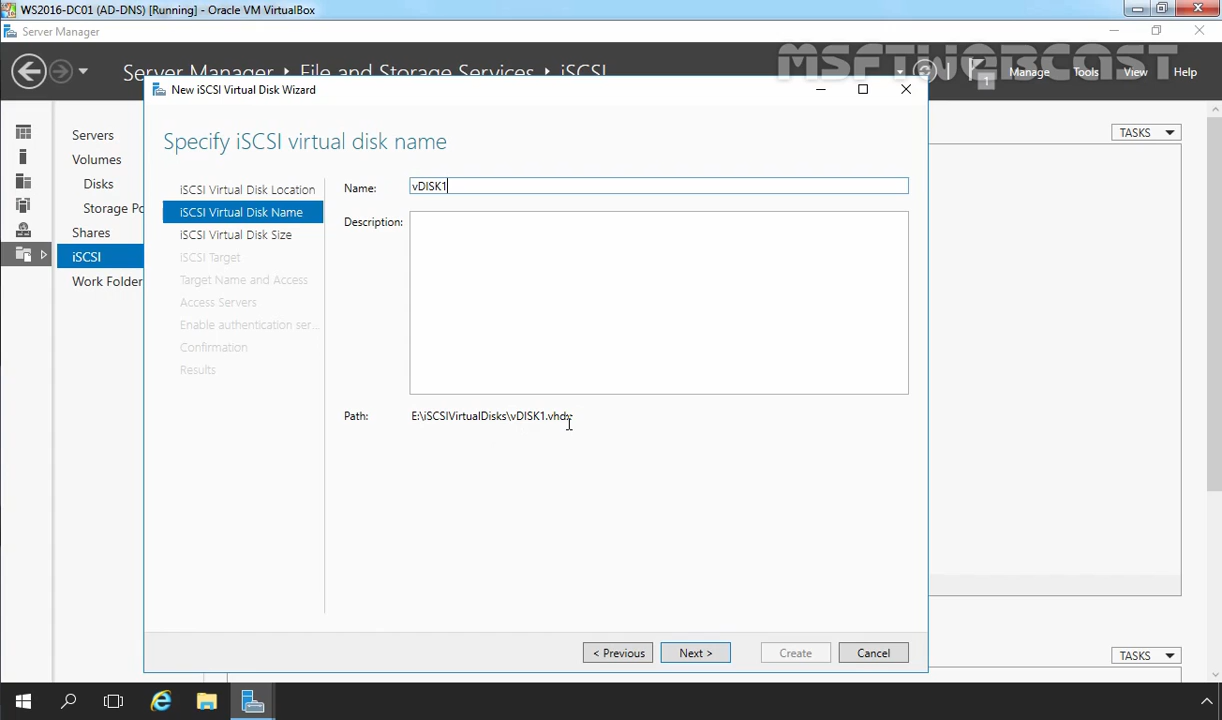 WS2016-DC01 (AD-DNS) [Running] - Oracle VM VirtualBox
Server Manager
MSFTWEBCAST
Server Manager ▸ File and Storage Services ▸ iSCSI
1
Manage
Tools
View
Help
New iSCSI Virtual Disk Wizard
Specify iSCSI virtual disk name
Servers
Volumes
Disks
Storage Po
Shares
iSCSI
Work Folder
iSCSI Virtual Disk Location
iSCSI Virtual Disk Name
iSCSI Virtual Disk Size
iSCSI Target
Target Name and Access
Access Servers
Enable authentication ser...
Confirmation
Results
Name:
vDISK1
Description:
Path:
E:\iSCSIVirtualDisks\vDISK1.vhdx
TASKS
TASKS
< Previous
Next >
Create
Cancel